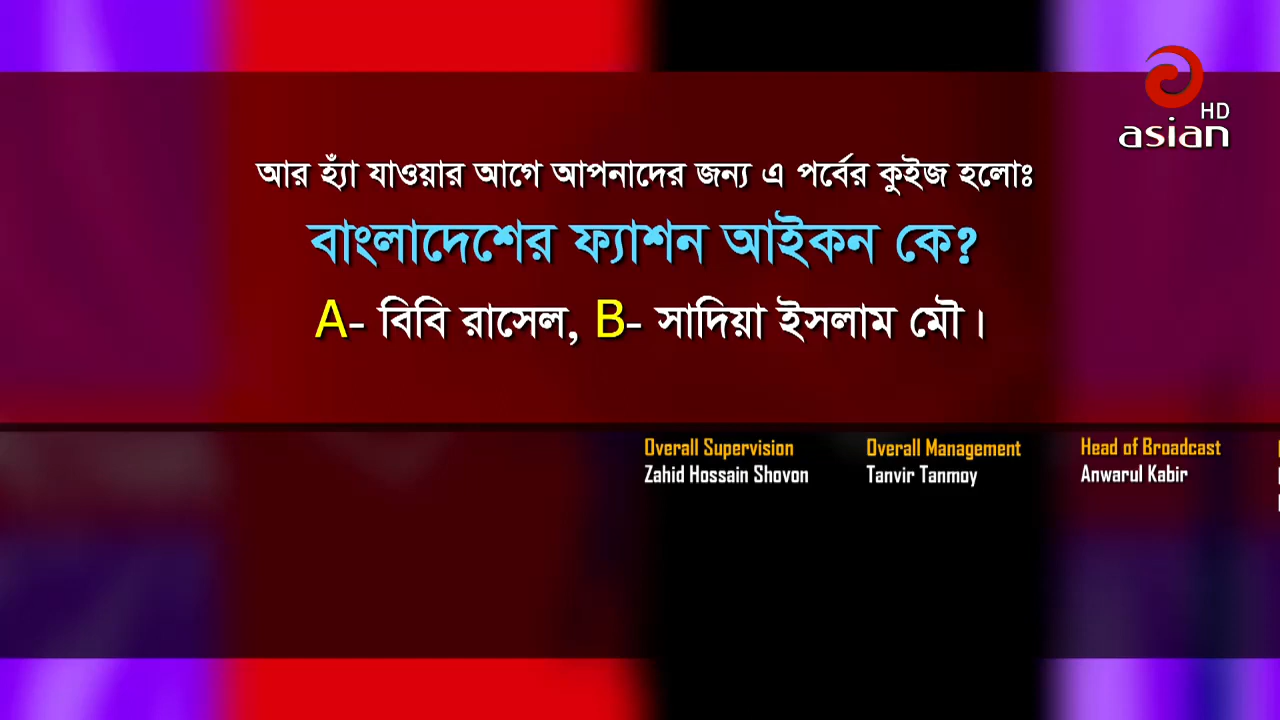 HD
asian
আর হ্যাঁ যাওয়ার আগে আপনাদের জন্য এ পর্বের কুইজ হলোঃ
বাংলাদেশের ফ্যাশন আইকন কে?
A- বিবি রাসেল, B- সাদিয়া ইসলাম মৌ।
Overall Supervision Overall Management Head of Broadcast
Zahid Hossain Shovon Tanvir Tanmoy Anwarul Kabir